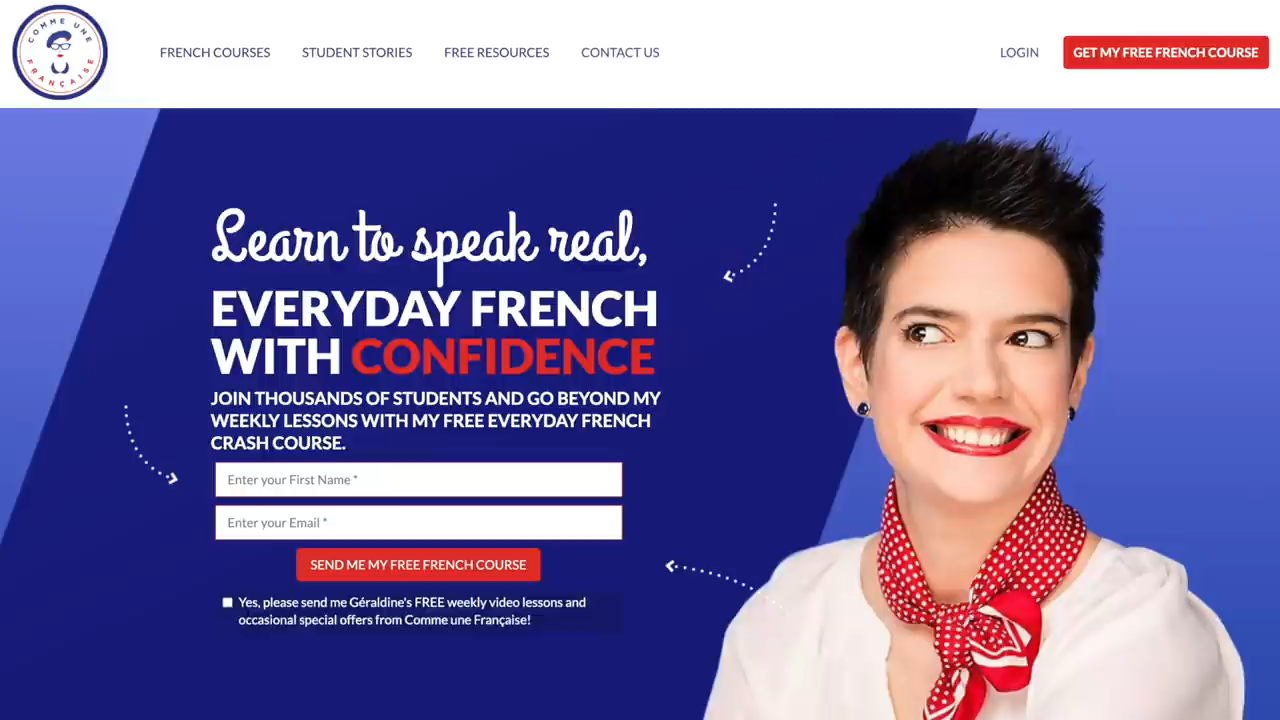 COMME UNE
FRANÇAISE
FRENCH COURSES
STUDENT STORIES
FREE RESOURCES
CONTACT US
LOGIN
GET MY FREE FRENCH COURSE
Learn to speak real,
EVERYDAY FRENCH
WITH CONFIDENCE
JOIN THOUSANDS OF STUDENTS AND GO BEYOND MY
WEEKLY LESSONS WITH MY FREE EVERYDAY FRENCH
CRASH COURSE.
Enter your First Name *
Enter your Email *
SEND ME MY FREE FRENCH COURSE
Yes, please send me Géraldine's FREE weekly video lessons and
occasional special offers from Comme une Française!